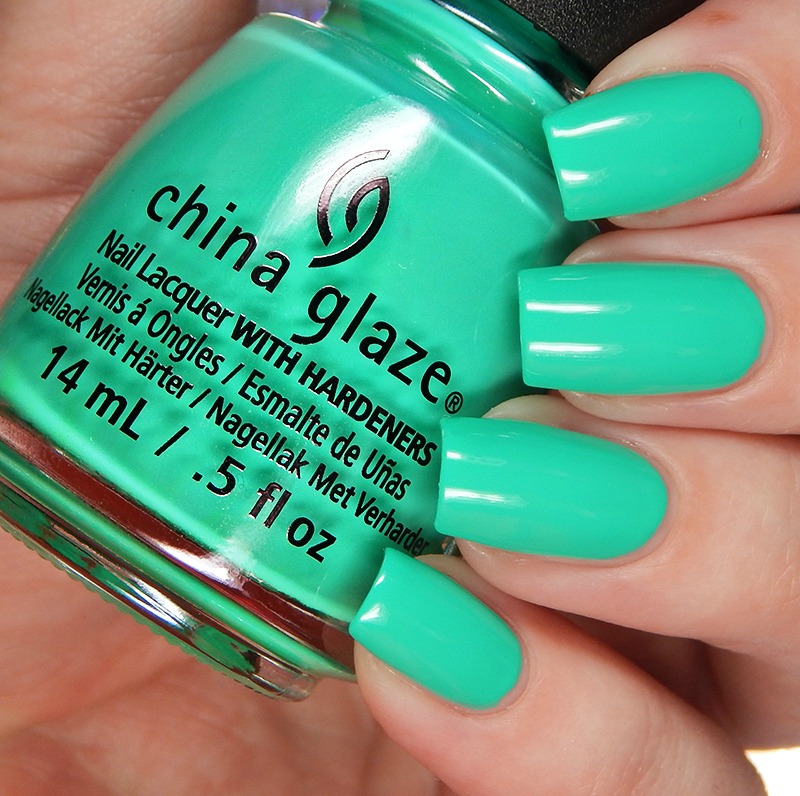 china glaze®
Nail Lacquer WITH HARDENERS
Vernis á Ongles / Esmalte de Uñas
Nagellack Mit Härter / Nagellak Met Verharder
14 mL / .5 fl oz